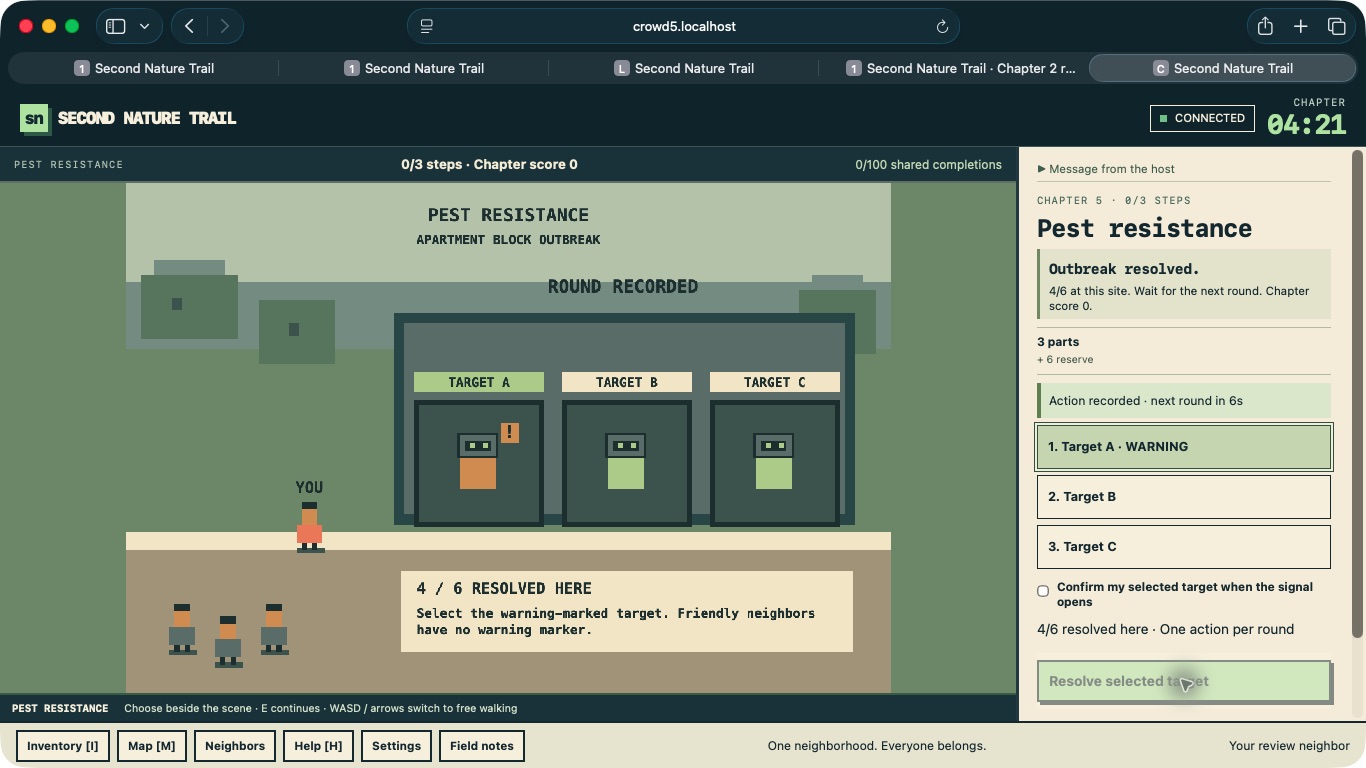 crowd5.localhost
1 Second Nature Trail
1 Second Nature Trail
L Second Nature Trail
1 Second Nature Trail · Chapter 2 r...
C Second Nature Trail
sn SECOND NATURE TRAIL
CONNECTED
CHAPTER
04:21
PEST RESISTANCE
0/3 steps · Chapter score 0
0/100 shared completions
PEST RESISTANCE
APARTMENT BLOCK OUTBREAK
ROUND RECORDED
TARGET A
TARGET B
TARGET C
!
YOU
4 / 6 RESOLVED HERE
Select the warning-marked target. Friendly neighbors
have no warning marker.
PEST RESISTANCE
Choose beside the scene · E continues · WASD / arrows switch to free walking
Message from the host
CHAPTER 5 · 0/3 STEPS
Pest resistance
Outbreak resolved.
4/6 at this site. Wait for the next round. Chapter
score 0.
3 parts
+ 6 reserve
Action recorded · next round in 6s
1. Target A · WARNING
2. Target B
3. Target C
Confirm my selected target when the signal
opens
4/6 resolved here · One action per round
Resolve selected target
Inventory [I]
Map [M]
Neighbors
Help [H]
Settings
Field notes
One neighborhood. Everyone belongs.
Your review neighbor